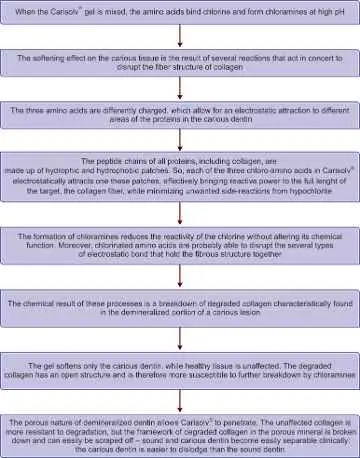 When the Carisolv® gel is mixed, the amino acids bind chlorine and form chloramines at high pH
The softening effect on the carious tissue is the result of several reactions that act in concert to
disrupt the fiber structure of collagen
The three amino acids are differently charged, which allow for an electrostatic attraction to different
areas of the proteins in the carious dentin
The peptide chains of all proteins, including collagen, are
made up of hydroptic and hydrophobic patches. So, each of the three chloro-amino acids in Carisolv®
electrostatically attracts one these patches, effectively bringing reactive power to the full lenght of
the target, the collagen fiber, while minimizing unwanted side-reactions from hypochlorite
The formation of chloramines reduces the reactivity of the chlorine without altering its chemical
function. Moreover, chlorinated amino acids are probably able to disrupt the several types
of electrostatic bond that hold the fibrous structure together
The chemical result of these processes is a breakdown of degraded collagen characteristically found
in the demineralized portion of a carious lesion
The gel softens only the carious dentin, while healthy tissue is unaffected. The degraded
collagen has an open structure and is therefore more susceptible to further breakdown by chloramines
The porous nature of demineralized dentin allows Carisolv® to penetrate. The unaffected collagen is
more resistant to degradation, but the framework of degraded collagen in the porous mineral is broken
down and can easily be scraped off – sound and carious dentin become easily separable clinically:
the carious dentin is easier to dislodge than the sound dentin